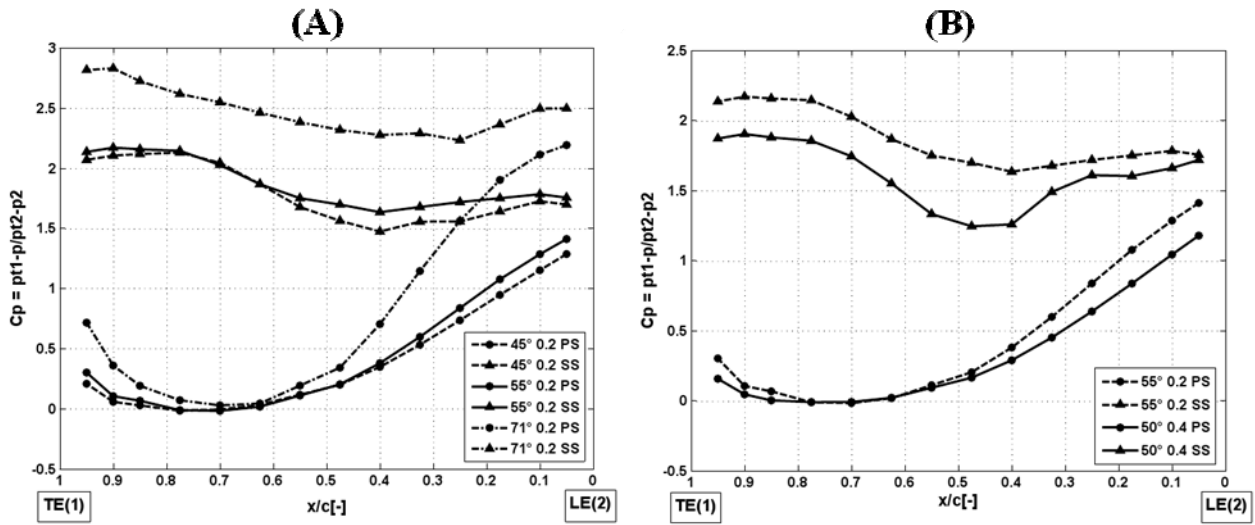 (A)
3
2.5
2
1.5
1
0.5
0
-0.5
Cp = pt1-p/pt2-p2
45° 0.2 PS
45° 0.2 SS
55° 0.2 PS
55° 0.2 SS
71° 0.2 PS
71° 0.2 SS
1 0.9 0.8 0.7 0.6 0.5 0.4 0.3 0.2 0.1 0
TE(1)
x/c[-]
LE(2)
(B)
2.5
2
1.5
1
0.5
0
-0.5
Cp = pt1-p/pt2-p2
55° 0.2 PS
55° 0.2 SS
50° 0.4 PS
50° 0.4 SS
1 0.9 0.8 0.7 0.6 0.5 0.4 0.3 0.2 0.1 0
TE(1)
x/c[-]
LE(2)